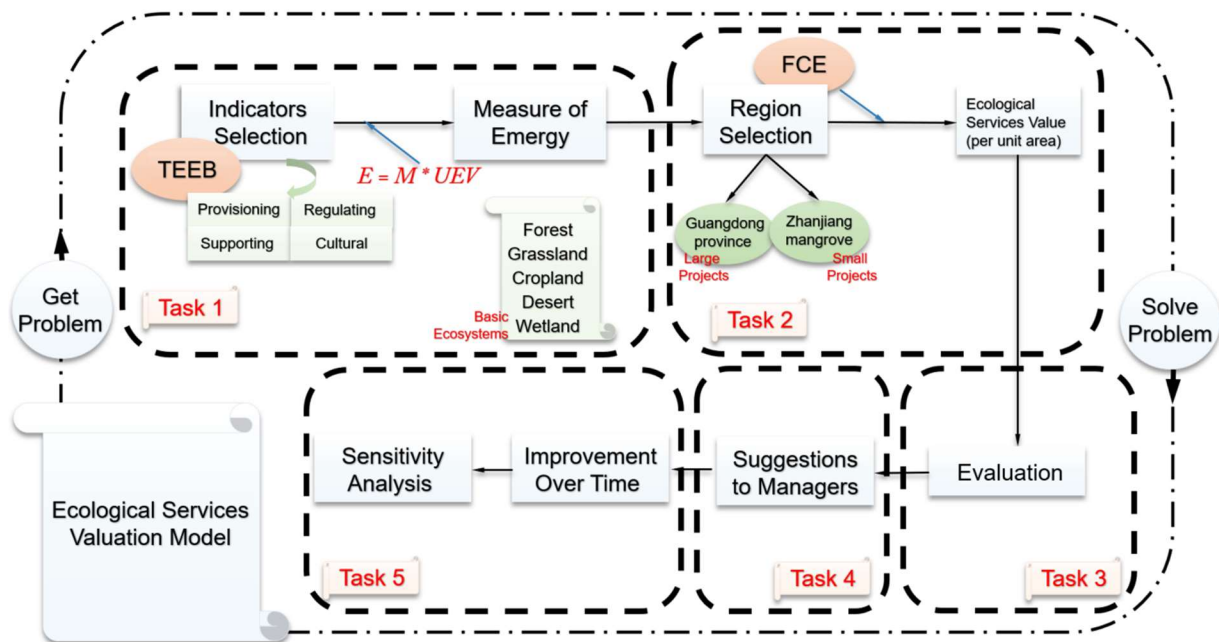 Indicators
Selection
Measure of
Emergy
TEEB
E = M * UEV
Provisioning
Regulating
Supporting
Cultural
Forest
Grassland
Cropland
Desert
Wetland
Basic
Ecosystems
Task 1
FCE
Region
Selection
Ecological
Services Value
(per unit area)
Guangdong
province
Large
Projects
Zhanjiang
mangrove
Small
Projects
Task 2
Get
Problem
Solve
Problem
Ecological Services
Valuation Model
Sensitivity
Analysis
Improvement
Over Time
Task 5
Suggestions
to Managers
Task 4
Evaluation
Task 3